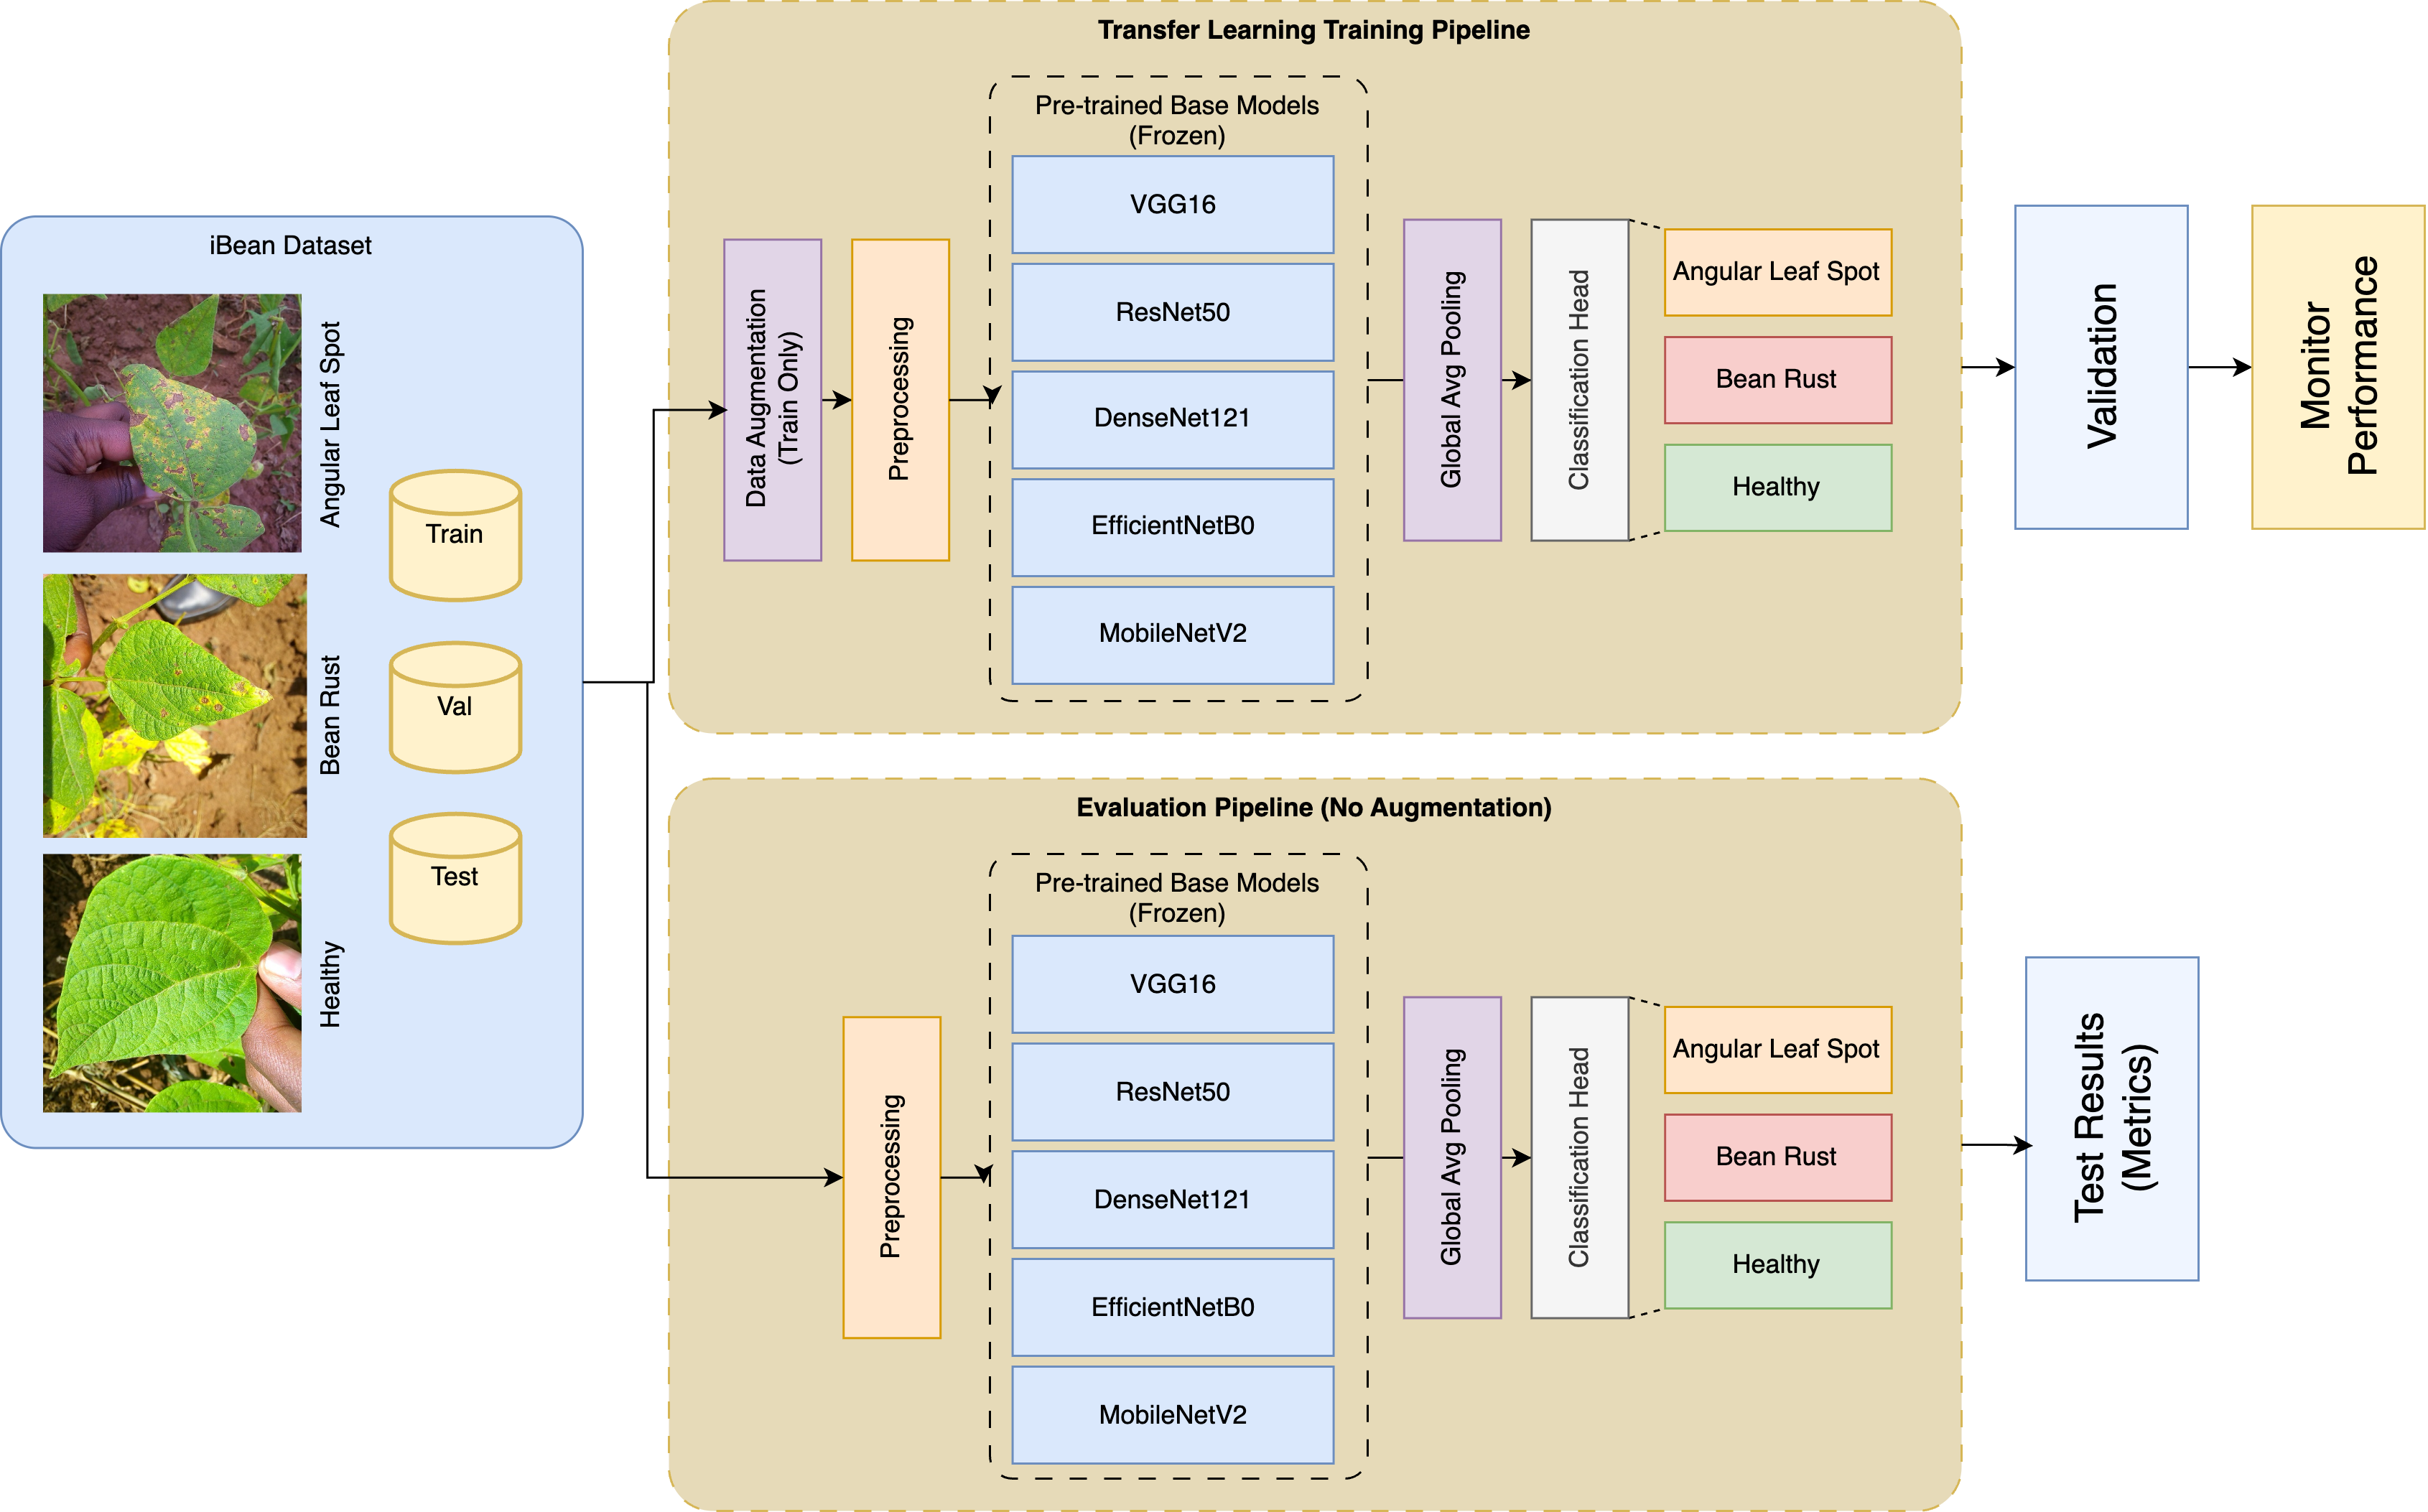 iBean Dataset
Angular Leaf Spot
Bean Rust
Healthy
Train
Val
Test
Transfer Learning Training Pipeline
Data Augmentation
(Train Only)
Preprocessing
Pre-trained Base Models
(Frozen)
VGG16
ResNet50
DenseNet121
EfficientNetB0
MobileNetV2
Global Avg Pooling
Classification Head
Angular Leaf Spot
Bean Rust
Healthy
Validation
Monitor
Performance
Evaluation Pipeline (No Augmentation)
Preprocessing
Pre-trained Base Models
(Frozen)
VGG16
ResNet50
DenseNet121
EfficientNetB0
MobileNetV2
Global Avg Pooling
Classification Head
Angular Leaf Spot
Bean Rust
Healthy
Test Results
(Metrics)